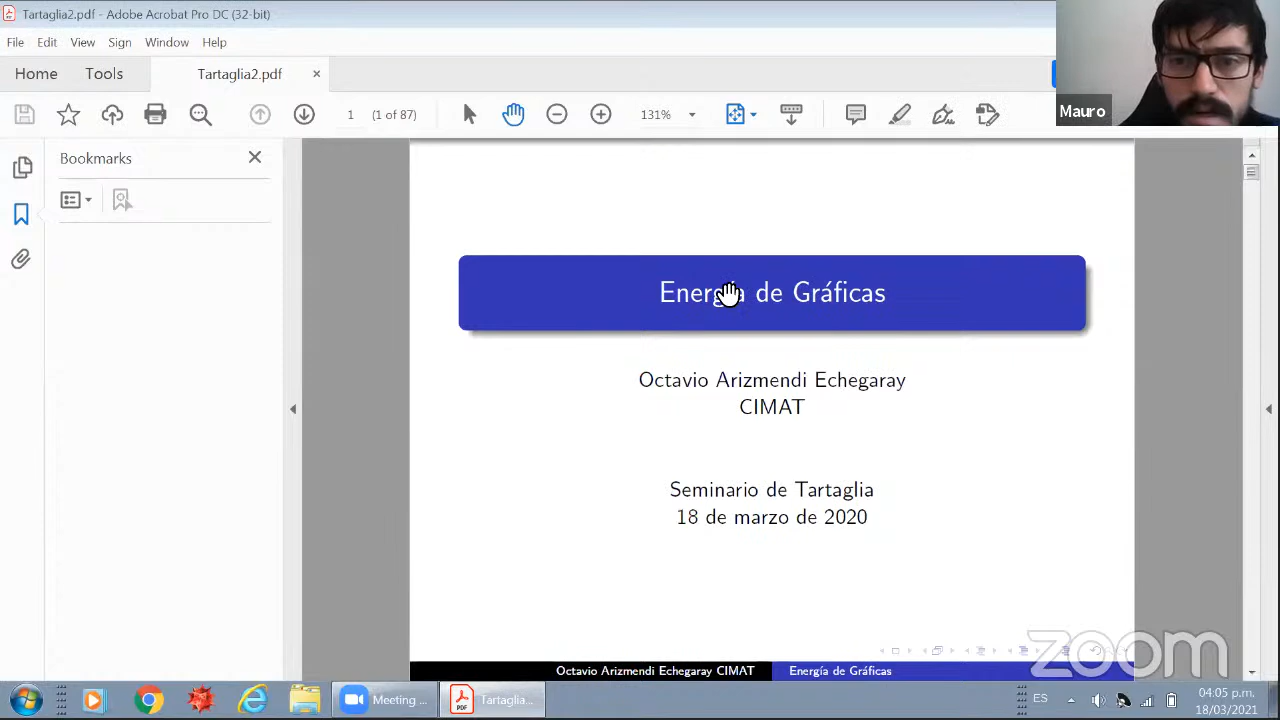 Tartaglia2.pdf - Adobe Acrobat Pro DC (32-bit)
File Edit View Sign Window Help
Home Tools Tartaglia2.pdf ×
1 (1 of 87) 131%
Mauro
Bookmarks
Energía de Gráficas
Octavio Arizmendi Echegaray
CIMAT
Seminario de Tartaglia
18 de marzo de 2020
zoom
Octavio Arizmendi Echegaray CIMAT Energía de Gráficas
Meeting ... Tartaglia... ES 04:05 p.m.
PDF 18/03/2021